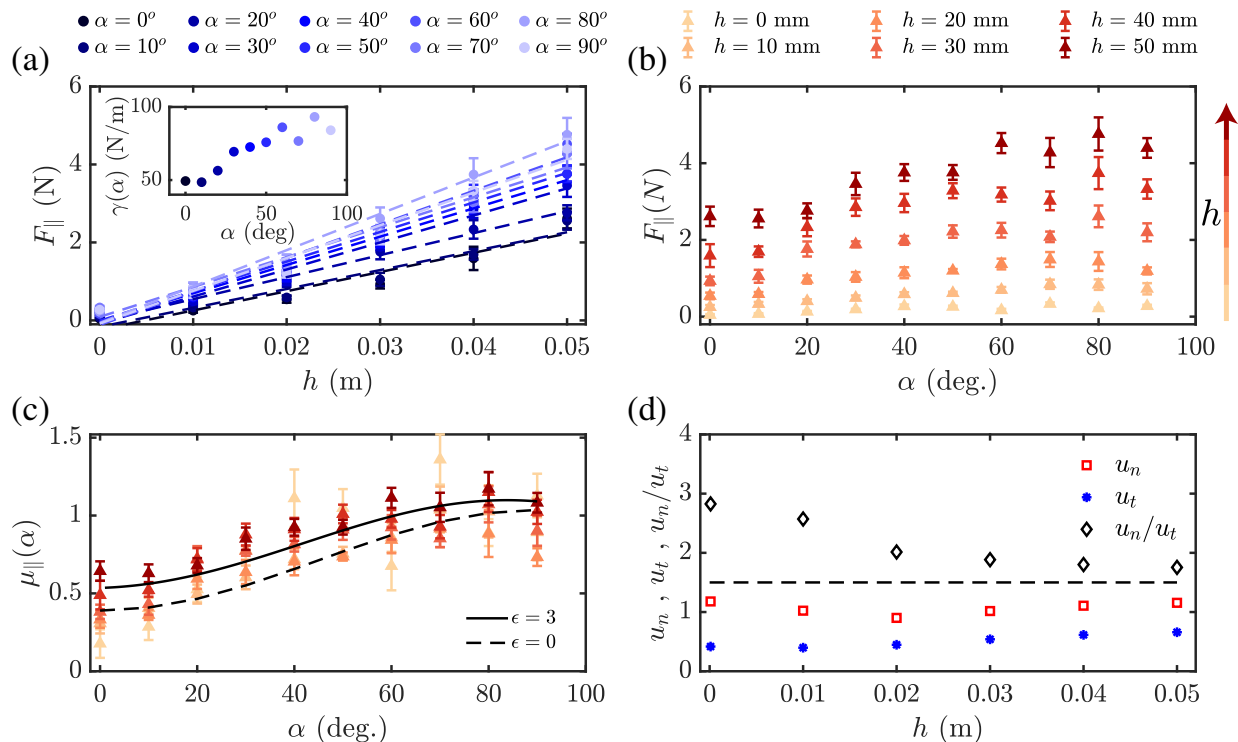 α = 0° α = 20° α = 40° α = 60° α = 80°
α = 10° α = 30° α = 50° α = 70° α = 90°
h = 0 mm h = 20 mm h = 40 mm
h = 10 mm h = 30 mm h = 50 mm
(a)
F∥ (N)
6
4
2
0
0 0.01 0.02 0.03 0.04 0.05
h (m)
γ(α) (N/m)
100
50
0 50 100
α (deg)
(b)
F∥(N)
6
4
2
0
0 20 40 60 80 100
α (deg.)
h
(c)
μ∥(α)
1.5
1
0.5
0
0 20 40 60 80 100
α (deg.)
ϵ = 3
ϵ = 0
(d)
uₙ , uₜ , uₙ/uₜ
4
3
2
1
0
0 0.01 0.02 0.03 0.04 0.05
h (m)
uₙ
uₜ
uₙ/uₜ